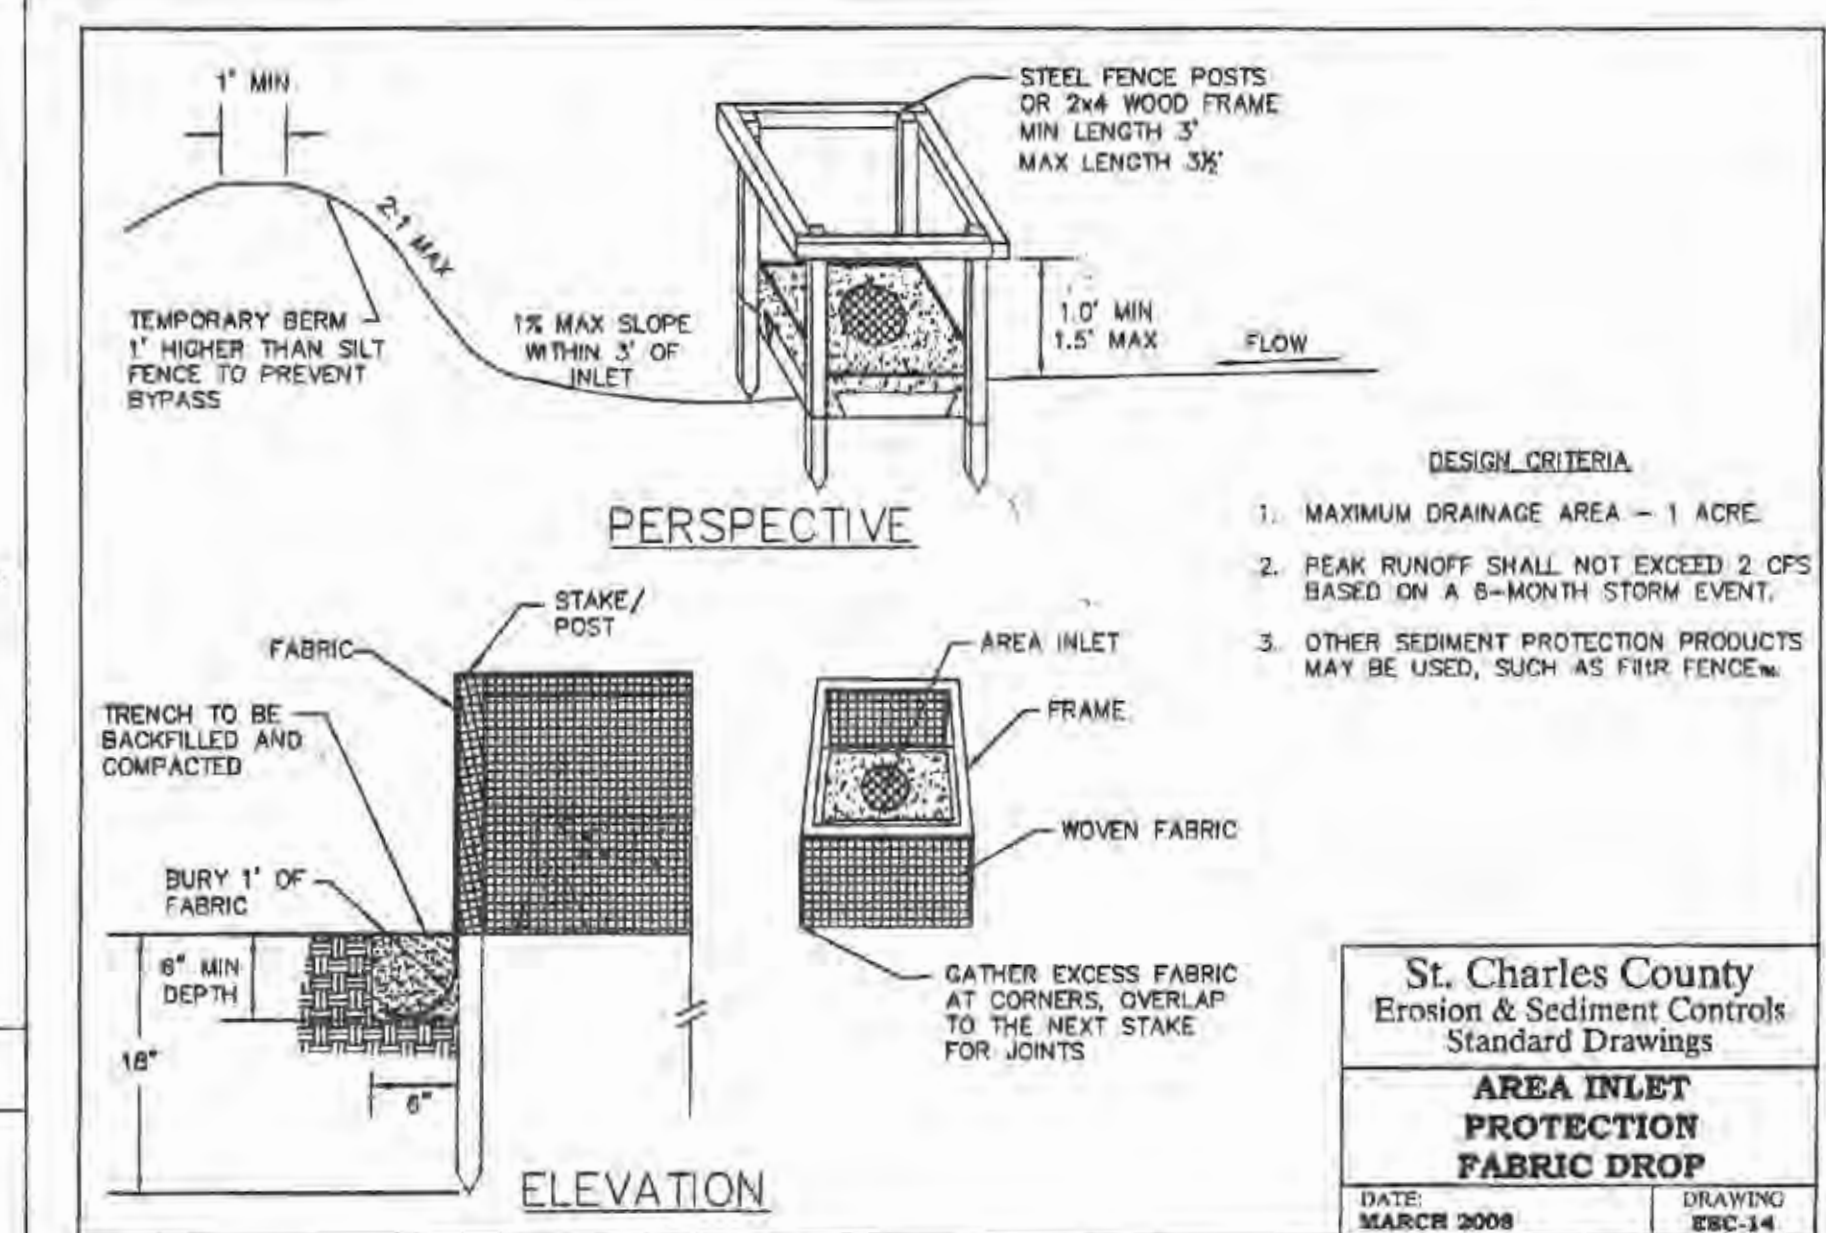 1' MIN.
STEEL FENCE POSTS
OR 2x4 WOOD FRAME
MIN LENGTH 3'
MAX LENGTH 3½'
2:1 MAX
TEMPORARY BERM
1' HIGHER THAN SILT
FENCE TO PREVENT
BYPASS
1% MAX SLOPE
WITHIN 3' OF
INLET
1.0' MIN
1.5' MAX
FLOW
PERSPECTIVE
DESIGN CRITERIA
1. MAXIMUM DRAINAGE AREA – 1 ACRE.
2. PEAK RUNOFF SHALL NOT EXCEED 2 CFS
BASED ON A 6-MONTH STORM EVENT.
3. OTHER SEDIMENT PROTECTION PRODUCTS
MAY BE USED, SUCH AS FENCE™.
STAKE/
POST
FABRIC
TRENCH TO BE
BACKFILLED AND
COMPACTED
BURY 1' OF
FABRIC
6" MIN
DEPTH
18"
6"
ELEVATION
AREA INLET
FRAME
WOVEN FABRIC
GATHER EXCESS FABRIC
AT CORNERS, OVERLAP
TO THE NEXT STAKE
FOR JOINTS
St. Charles County
Erosion & Sediment Controls
Standard Drawings
AREA INLET
PROTECTION
FABRIC DROP
DATE:
MARCH 2008
DRAWING
ESC-14